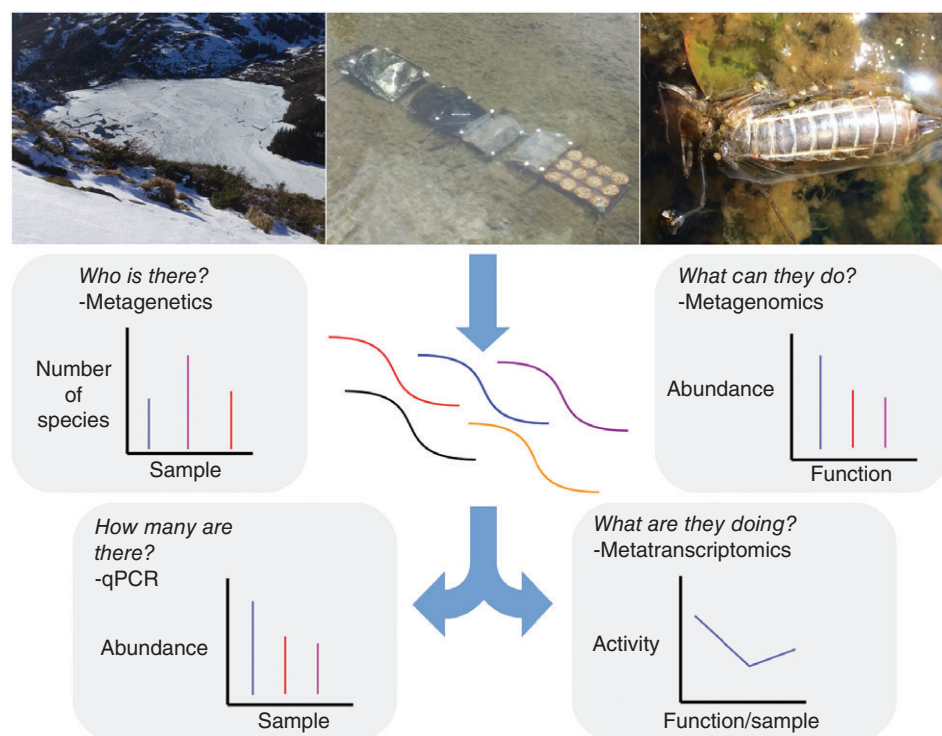 Who is there?
-Metagenetics
Number
of
species
Sample
What can they do?
-Metagenomics
Abundance
Function
How many are
there?
-qPCR
Abundance
Sample
What are they doing?
-Metatranscriptomics
Activity
Function/sample